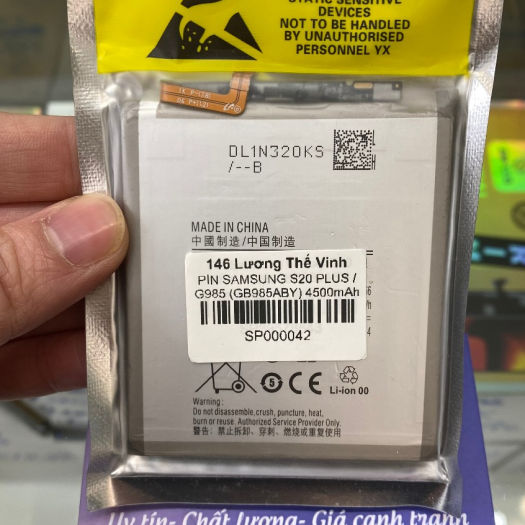 STATIC SENSITIVE
DEVICES
NOT TO BE HANDLED
BY UNAUTHORISED
PERSONNEL YX
DL1N320KS
/--B
MADE IN CHINA
中國制造/中国制造
146 Lương Thế Vinh
PIN SAMSUNG S20 PLUS /
G985 (GB985ABY) 4500mAh
SP000042
5
CE
Li-ion 00
Warning:
Do not disassemble,crush, puncture, heat,
burn or reuse. Authorized Service Provider Only.
警告: 禁止拆卸、穿刺、燃烧或重复使用
Uy tín- Chất lượng- Giá cạnh tranh